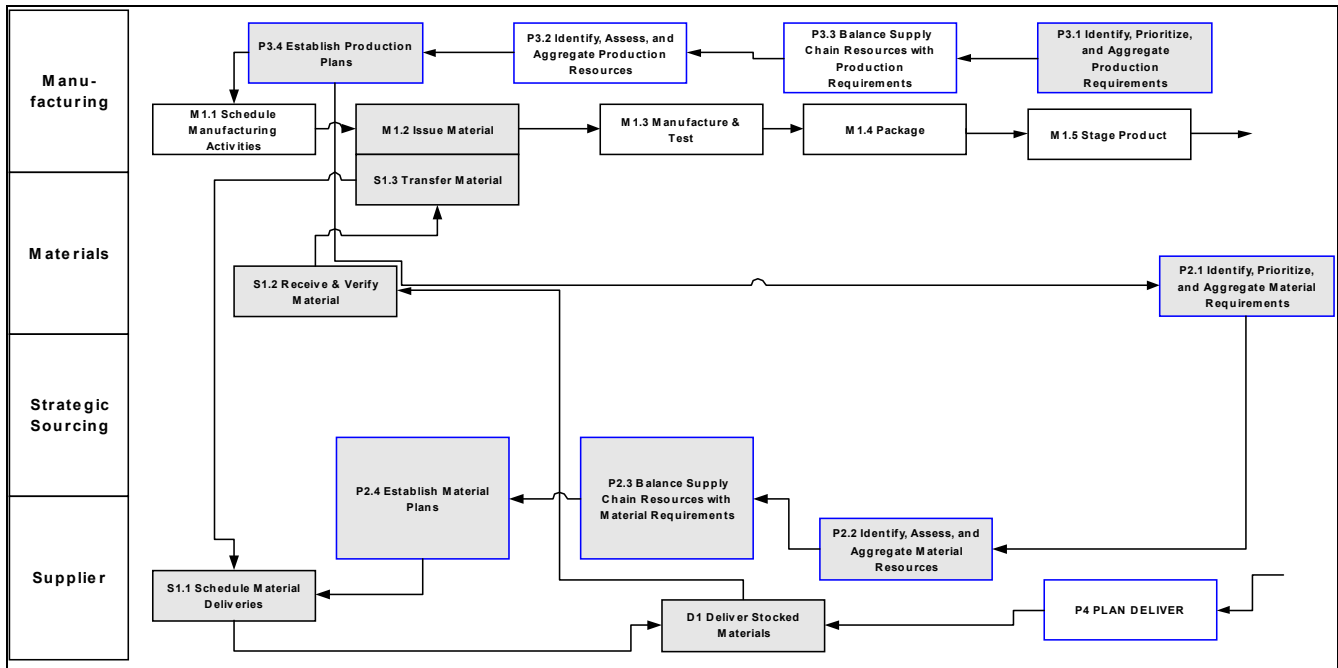 Manu-
facturing
P3.4 Establish Production
Plans
P3.2 Identify, Assess, and
Aggregate Production
Resources
P3.3 Balance Supply
Chain Resources with
Production
Requirements
P3.1 Identify, Prioritize,
and Aggregate
Production
Requirements
M1.1 Schedule
Manufacturing
Activities
M1.2 Issue Material
M1.3 Manufacture &
Test
M1.4 Package
M1.5 Stage Product
S1.3 Transfer Material
Materials
S1.2 Receive & Verify
Material
P2.1 Identify, Prioritize,
and Aggregate Material
Requirements
Strategic
Sourcing
P2.4 Establish Material
Plans
P2.3 Balance Supply
Chain Resources with
Material Requirements
P2.2 Identify, Assess, and
Aggregate Material
Resources
Supplier
S1.1 Schedule Material
Deliveries
D1 Deliver Stocked
Materials
P4 PLAN DELIVER